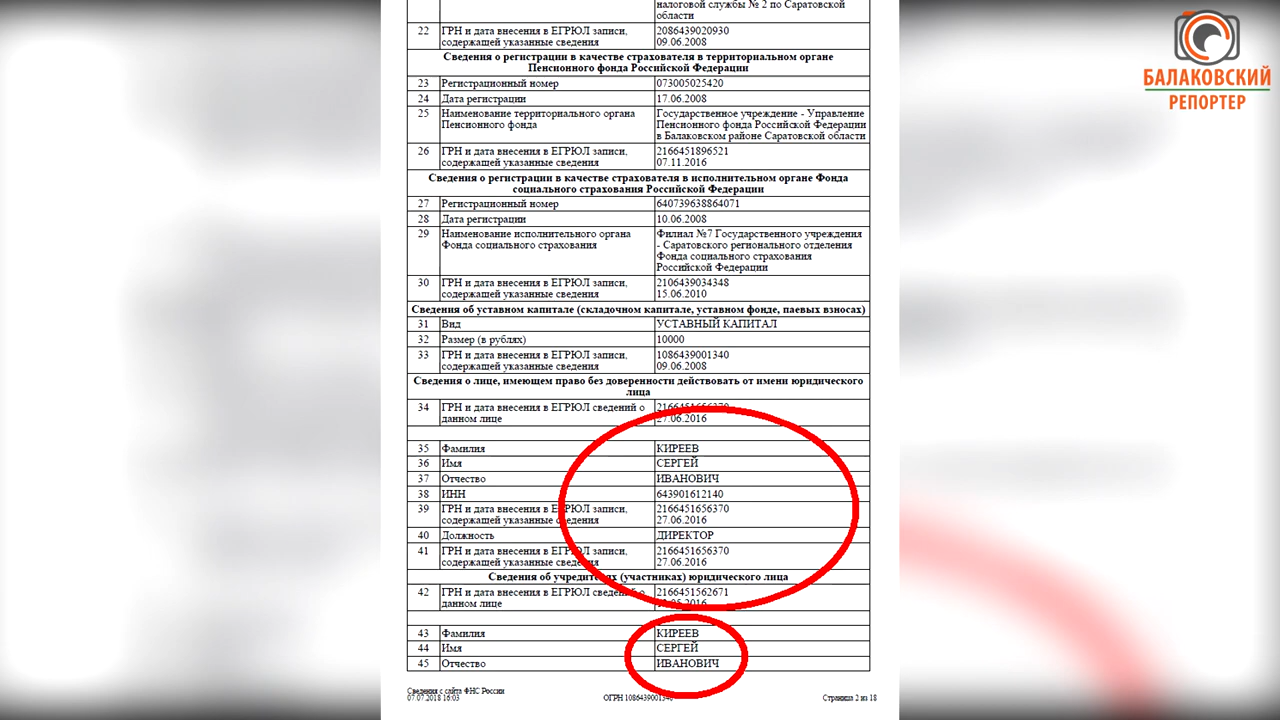 налоговой службы № 2 по Саратовской
области
22 ГРН и дата внесения в ЕГРЮЛ записи, 2086439020930
содержащей указанные сведения 09.06.2008
Сведения о регистрации в качестве страхователя в территориальном органе
Пенсионного фонда Российской Федерации
23 Регистрационный номер 073005025420
24 Дата регистрации 17.06.2008
25 Наименование территориального органа Государственное учреждение - Управление
Пенсионного фонда Пенсионного фонда Российской Федерации
в Балаковском районе Саратовской области
26 ГРН и дата внесения в ЕГРЮЛ записи, 2166451896521
содержащей указанные сведения 07.11.2016
Сведения о регистрации в качестве страхователя в исполнительном органе Фонда
социального страхования Российской Федерации
27 Регистрационный номер 640739638864071
28 Дата регистрации 10.06.2008
29 Наименование исполнительного органа Филиал №7 Государственного учреждения
Фонда социального страхования - Саратовского регионального отделения
Фонда социального страхования
Российской Федерации
30 ГРН и дата внесения в ЕГРЮЛ записи, 2106439034348
содержащей указанные сведения 15.06.2010
Сведения об уставном капитале (складочном капитале, уставном фонде, паевых взносах)
31 Вид УСТАВНЫЙ КАПИТАЛ
32 Размер (в рублях) 10000
33 ГРН и дата внесения в ЕГРЮЛ записи, 1086439001340
содержащей указанные сведения 09.06.2008
Сведения о лице, имеющем право без доверенности действовать от имени юридического
лица
34 ГРН и дата внесения в ЕГРЮЛ сведений о 2166451656370
данном лице 27.06.2016
35 Фамилия КИРЕЕВ
36 Имя СЕРГЕЙ
37 Отчество ИВАНОВИЧ
38 ИНН 643901612140
39 ГРН и дата внесения в ЕГРЮЛ записи, 2166451656370
содержащей указанные сведения 27.06.2016
40 Должность ДИРЕКТОР
41 ГРН и дата внесения в ЕГРЮЛ записи, 2166451656370
содержащей указанные сведения 27.06.2016
Сведения об учредителях (участниках) юридического лица
42 ГРН и дата внесения в ЕГРЮЛ сведений о 2166451562671
данном лице
43 Фамилия КИРЕЕВ
44 Имя СЕРГЕЙ
45 Отчество ИВАНОВИЧ
Сведения с сайта ФНС России
07.07.2018 16:03 ОГРН 1086439001340 Страница 2 из 18
БАЛАКОВСКИЙ
РЕПОРТЕР